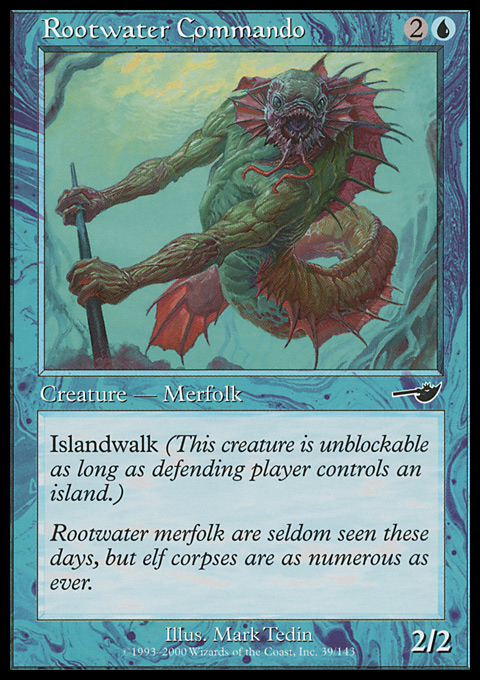 Rootwater Commando 2
Creature — Merfolk
Islandwalk (This creature is unblockable
as long as defending player controls an
island.)
Rootwater merfolk are seldom seen these
days, but elf corpses are as numerous as
ever.
Illus. Mark Tedin
©1993–2000 Wizards of the Coast, Inc. 39/143
2/2